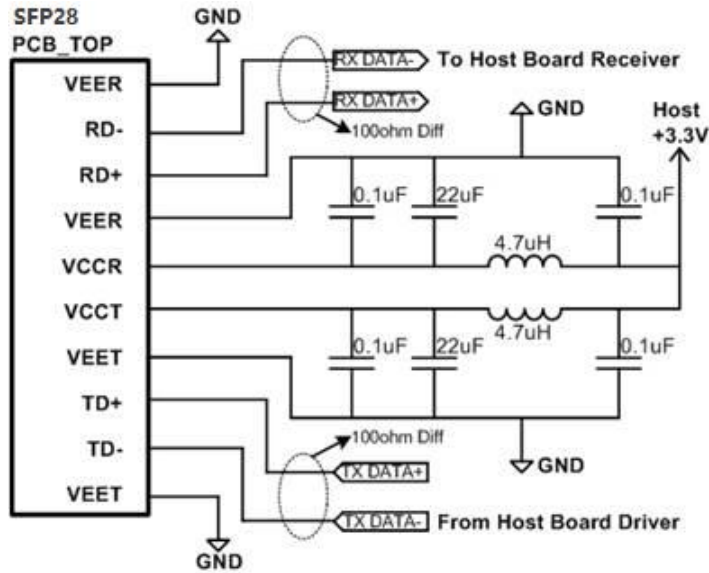 SFP28
PCB_TOP
GND
VEER
RX DATA-
To Host Board Receiver
RD-
RX DATA+
100ohm Diff
GND
Host
+3.3V
RD+
VEER
0.1uF
22uF
0.1uF
4.7uH
VCCR
VCCT
4.7uH
VEET
0.1uF
22uF
0.1uF
TD+
100ohm Diff
TD-
TX DATA+
GND
VEET
TX DATA-
From Host Board Driver
GND